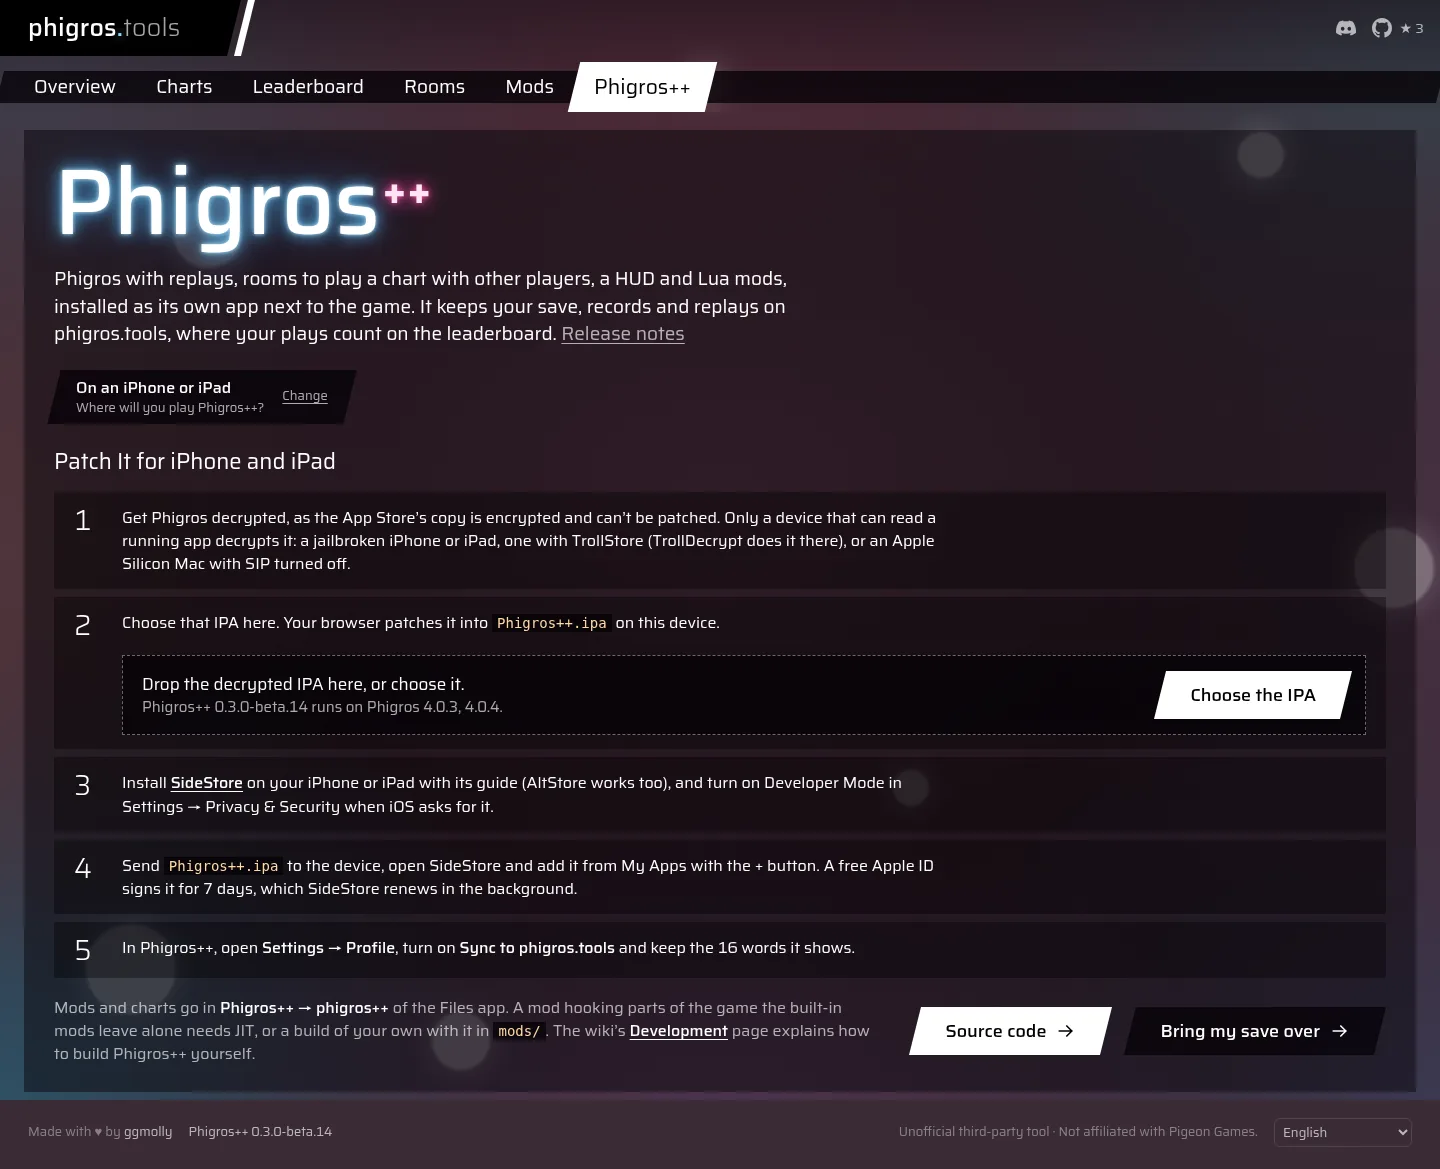 phigros.tools
★ 3
Overview Charts Leaderboard Rooms Mods Phigros++
Phigros++
Phigros with replays, rooms to play a chart with other players, a HUD and Lua mods,
installed as its own app next to the game. It keeps your save, records and replays on
phigros.tools, where your plays count on the leaderboard. Release notes
On an iPhone or iPad
Where will you play Phigros++?
Change
Patch It for iPhone and iPad
1
Get Phigros decrypted, as the App Store's copy is encrypted and can't be patched. Only a device that can read a
running app decrypts it: a jailbroken iPhone or iPad, one with TrollStore (TrollDecrypt does it there), or an Apple
Silicon Mac with SIP turned off.
2
Choose that IPA here. Your browser patches it into Phigros++.ipa on this device.
Drop the decrypted IPA here, or choose it.
Phigros++ 0.3.0-beta.14 runs on Phigros 4.0.3, 4.0.4.
Choose the IPA
3
Install SideStore on your iPhone or iPad with its guide (AltStore works too), and turn on Developer Mode in
Settings → Privacy & Security when iOS asks for it.
4
Send Phigros++.ipa to the device, open SideStore and add it from My Apps with the + button. A free Apple ID
signs it for 7 days, which SideStore renews in the background.
5
In Phigros++, open Settings → Profile, turn on Sync to phigros.tools and keep the 16 words it shows.
Mods and charts go in Phigros++ → phigros++ of the Files app. A mod hooking parts of the game the built-in
mods leave alone needs JIT, or a build of your own with it in mods/ . The wiki's Development page explains how
to build Phigros++ yourself.
Source code →
Bring my save over →
Made with ♥ by ggmolly Phigros++ 0.3.0-beta.14
Unofficial third-party tool · Not affiliated with Pigeon Games.
English